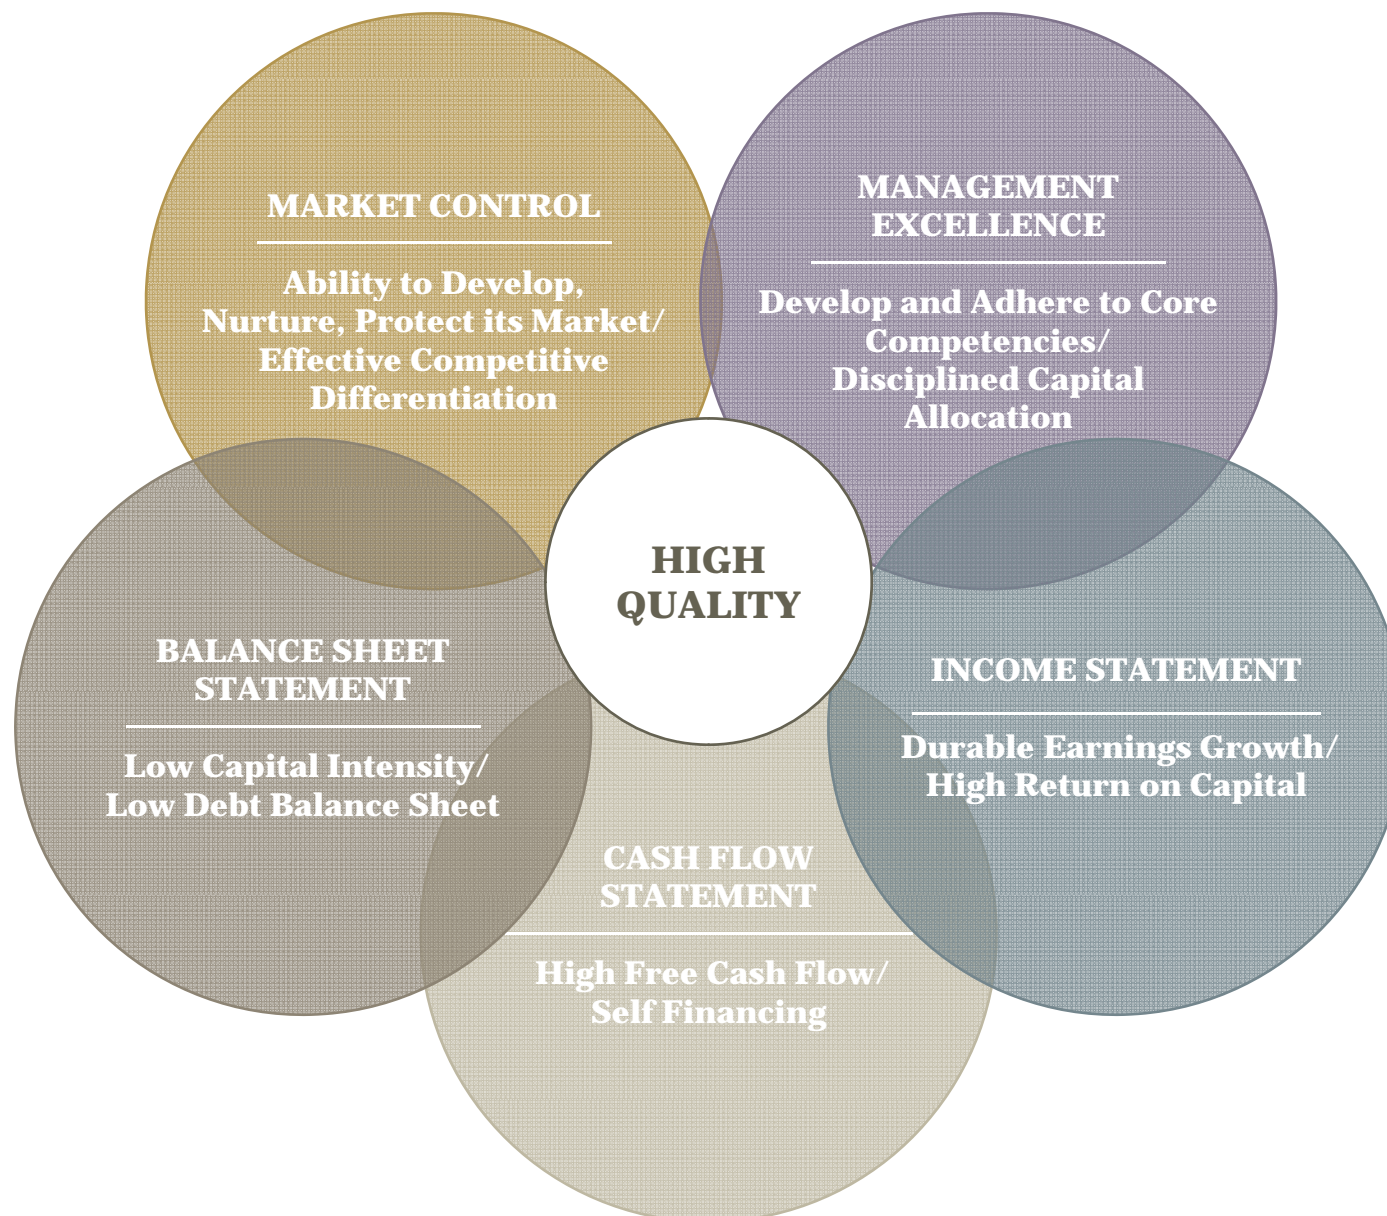 MARKET CONTROL
Ability to Develop,
Nurture, Protect its Market/
Effective Competitive
Differentiation
MANAGEMENT
EXCELLENCE
Develop and Adhere to Core
Competencies/
Disciplined Capital
Allocation
HIGH
QUALITY
BALANCE SHEET
STATEMENT
Low Capital Intensity/
Low Debt Balance Sheet
INCOME STATEMENT
Durable Earnings Growth/
High Return on Capital
CASH FLOW
STATEMENT
High Free Cash Flow/
Self Financing